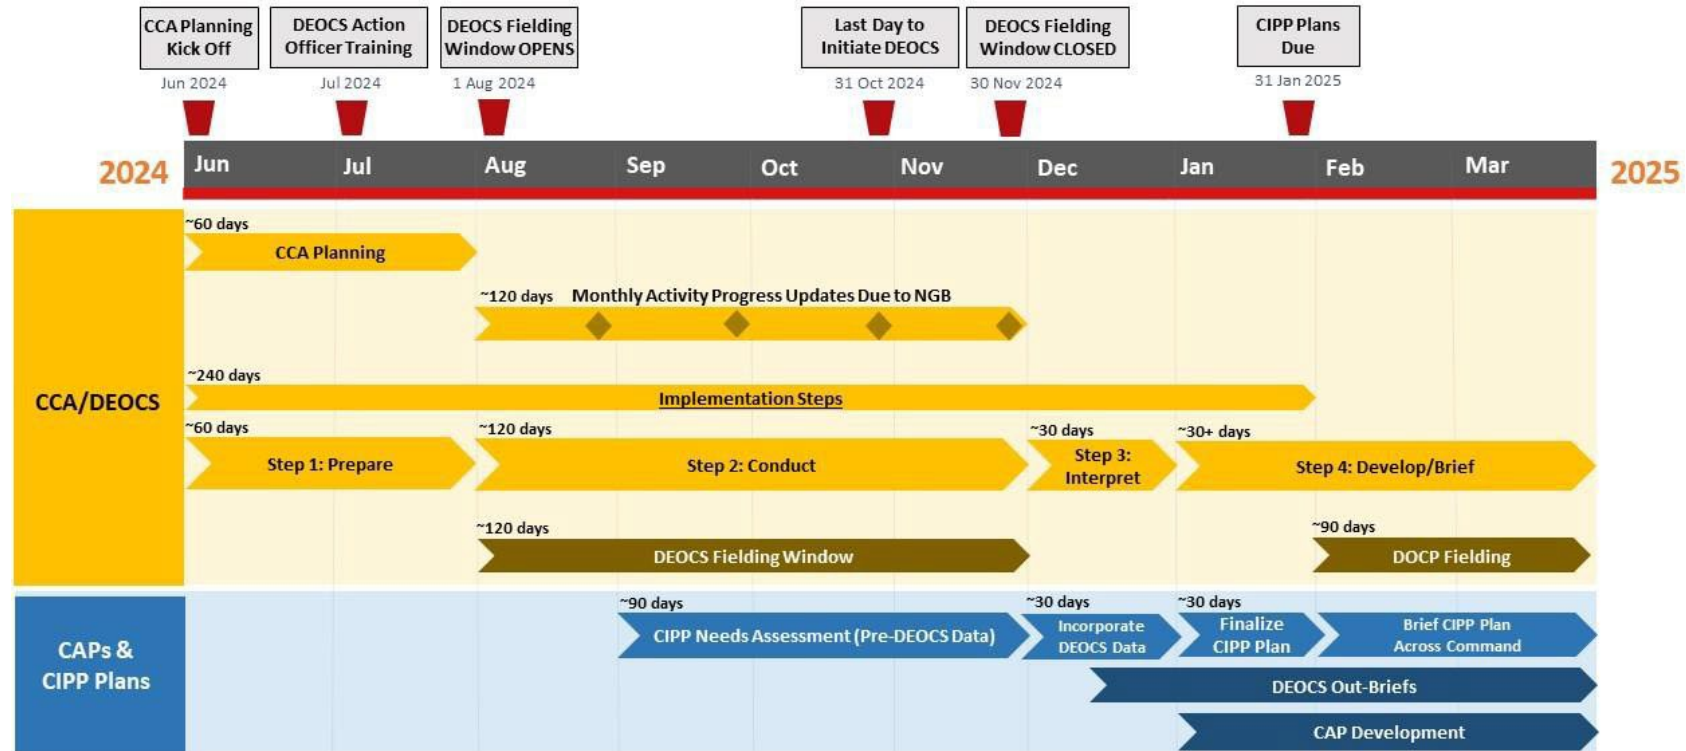 CCA Planning
Kick Off
Jun 2024
DEOCS Action
Officer Training
Jul 2024
DEOCS Fielding
Window OPENS
1 Aug 2024
Last Day to
Initiate DEOCS
31 Oct 2024
DEOCS Fielding
Window CLOSED
30 Nov 2024
CIPP Plans
Due
31 Jan 2025
2024
Jun
Jul
Aug
Sep
Oct
Nov
Dec
Jan
Feb
Mar
2025
CCA/DEOCS
~60 days
CCA Planning
~120 days
Monthly Activity Progress Updates Due to NGB
~240 days
Implementation Steps
~60 days
Step 1: Prepare
~120 days
Step 2: Conduct
~30 days
Step 3:
Interpret
~30+ days
Step 4: Develop/Brief
~120 days
DEOCS Fielding Window
~90 days
DOCP Fielding
CAPs &
CIPP Plans
~90 days
CIPP Needs Assessment (Pre-DEOCS Data)
~30 days
Incorporate
DEOCS Data
~30 days
Finalize
CIPP Plan
Brief CIPP Plan
Across Command
DEOCS Out-Briefs
CAP Development